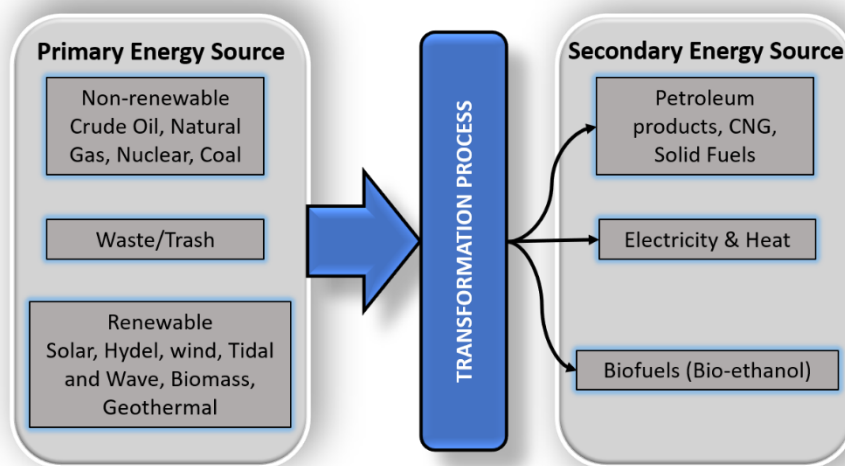 Primary Energy Source
Non-renewable
Crude Oil, Natural
Gas, Nuclear, Coal
Waste/Trash
Renewable
Solar, Hydel, wind, Tidal
and Wave, Biomass,
Geothermal
TRANSFORMATION PROCESS
Secondary Energy Source
Petroleum
products, CNG,
Solid Fuels
Electricity & Heat
Biofuels (Bio-ethanol)